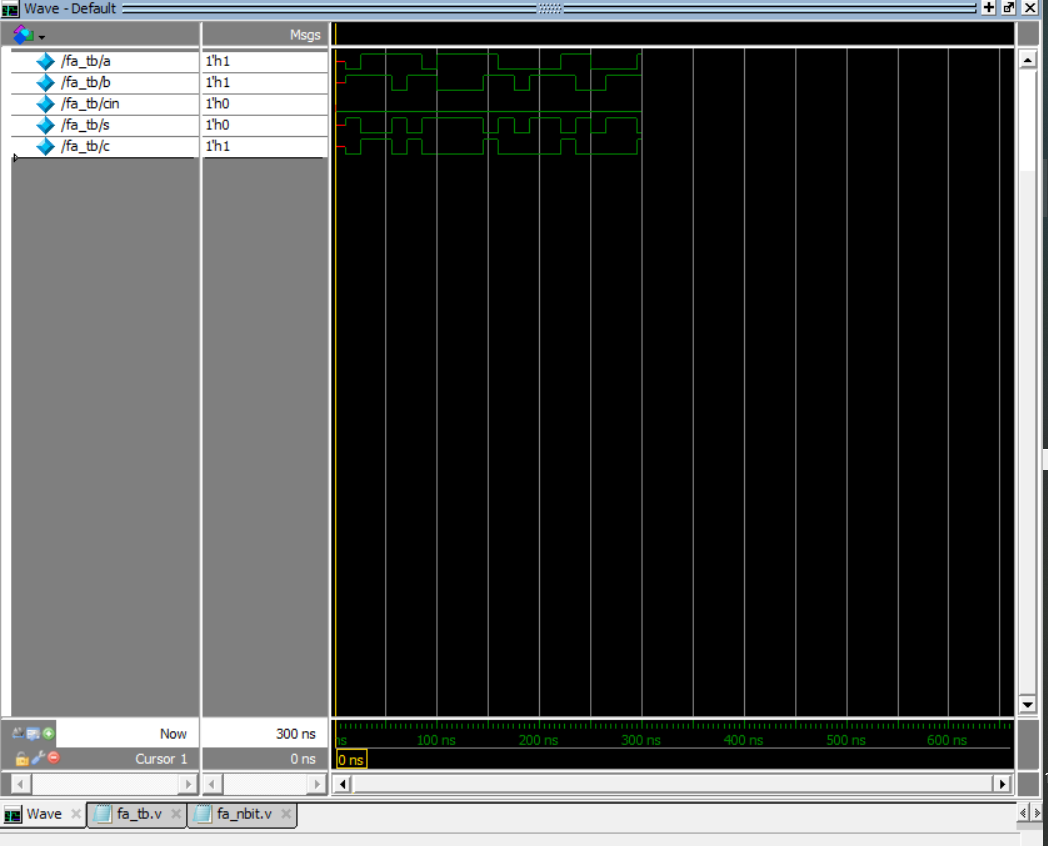 Wave - Default
Msgs
/fa_tb/a 1'h1
/fa_tb/b 1'h1
/fa_tb/cin 1'h0
/fa_tb/s 1'h0
/fa_tb/c 1'h1
Now 300 ns
ns 100 ns 200 ns 300 ns 400 ns 500 ns 600 ns
Cursor 1 0 ns 0 ns
Wave fa_tb.v fa_nbit.v